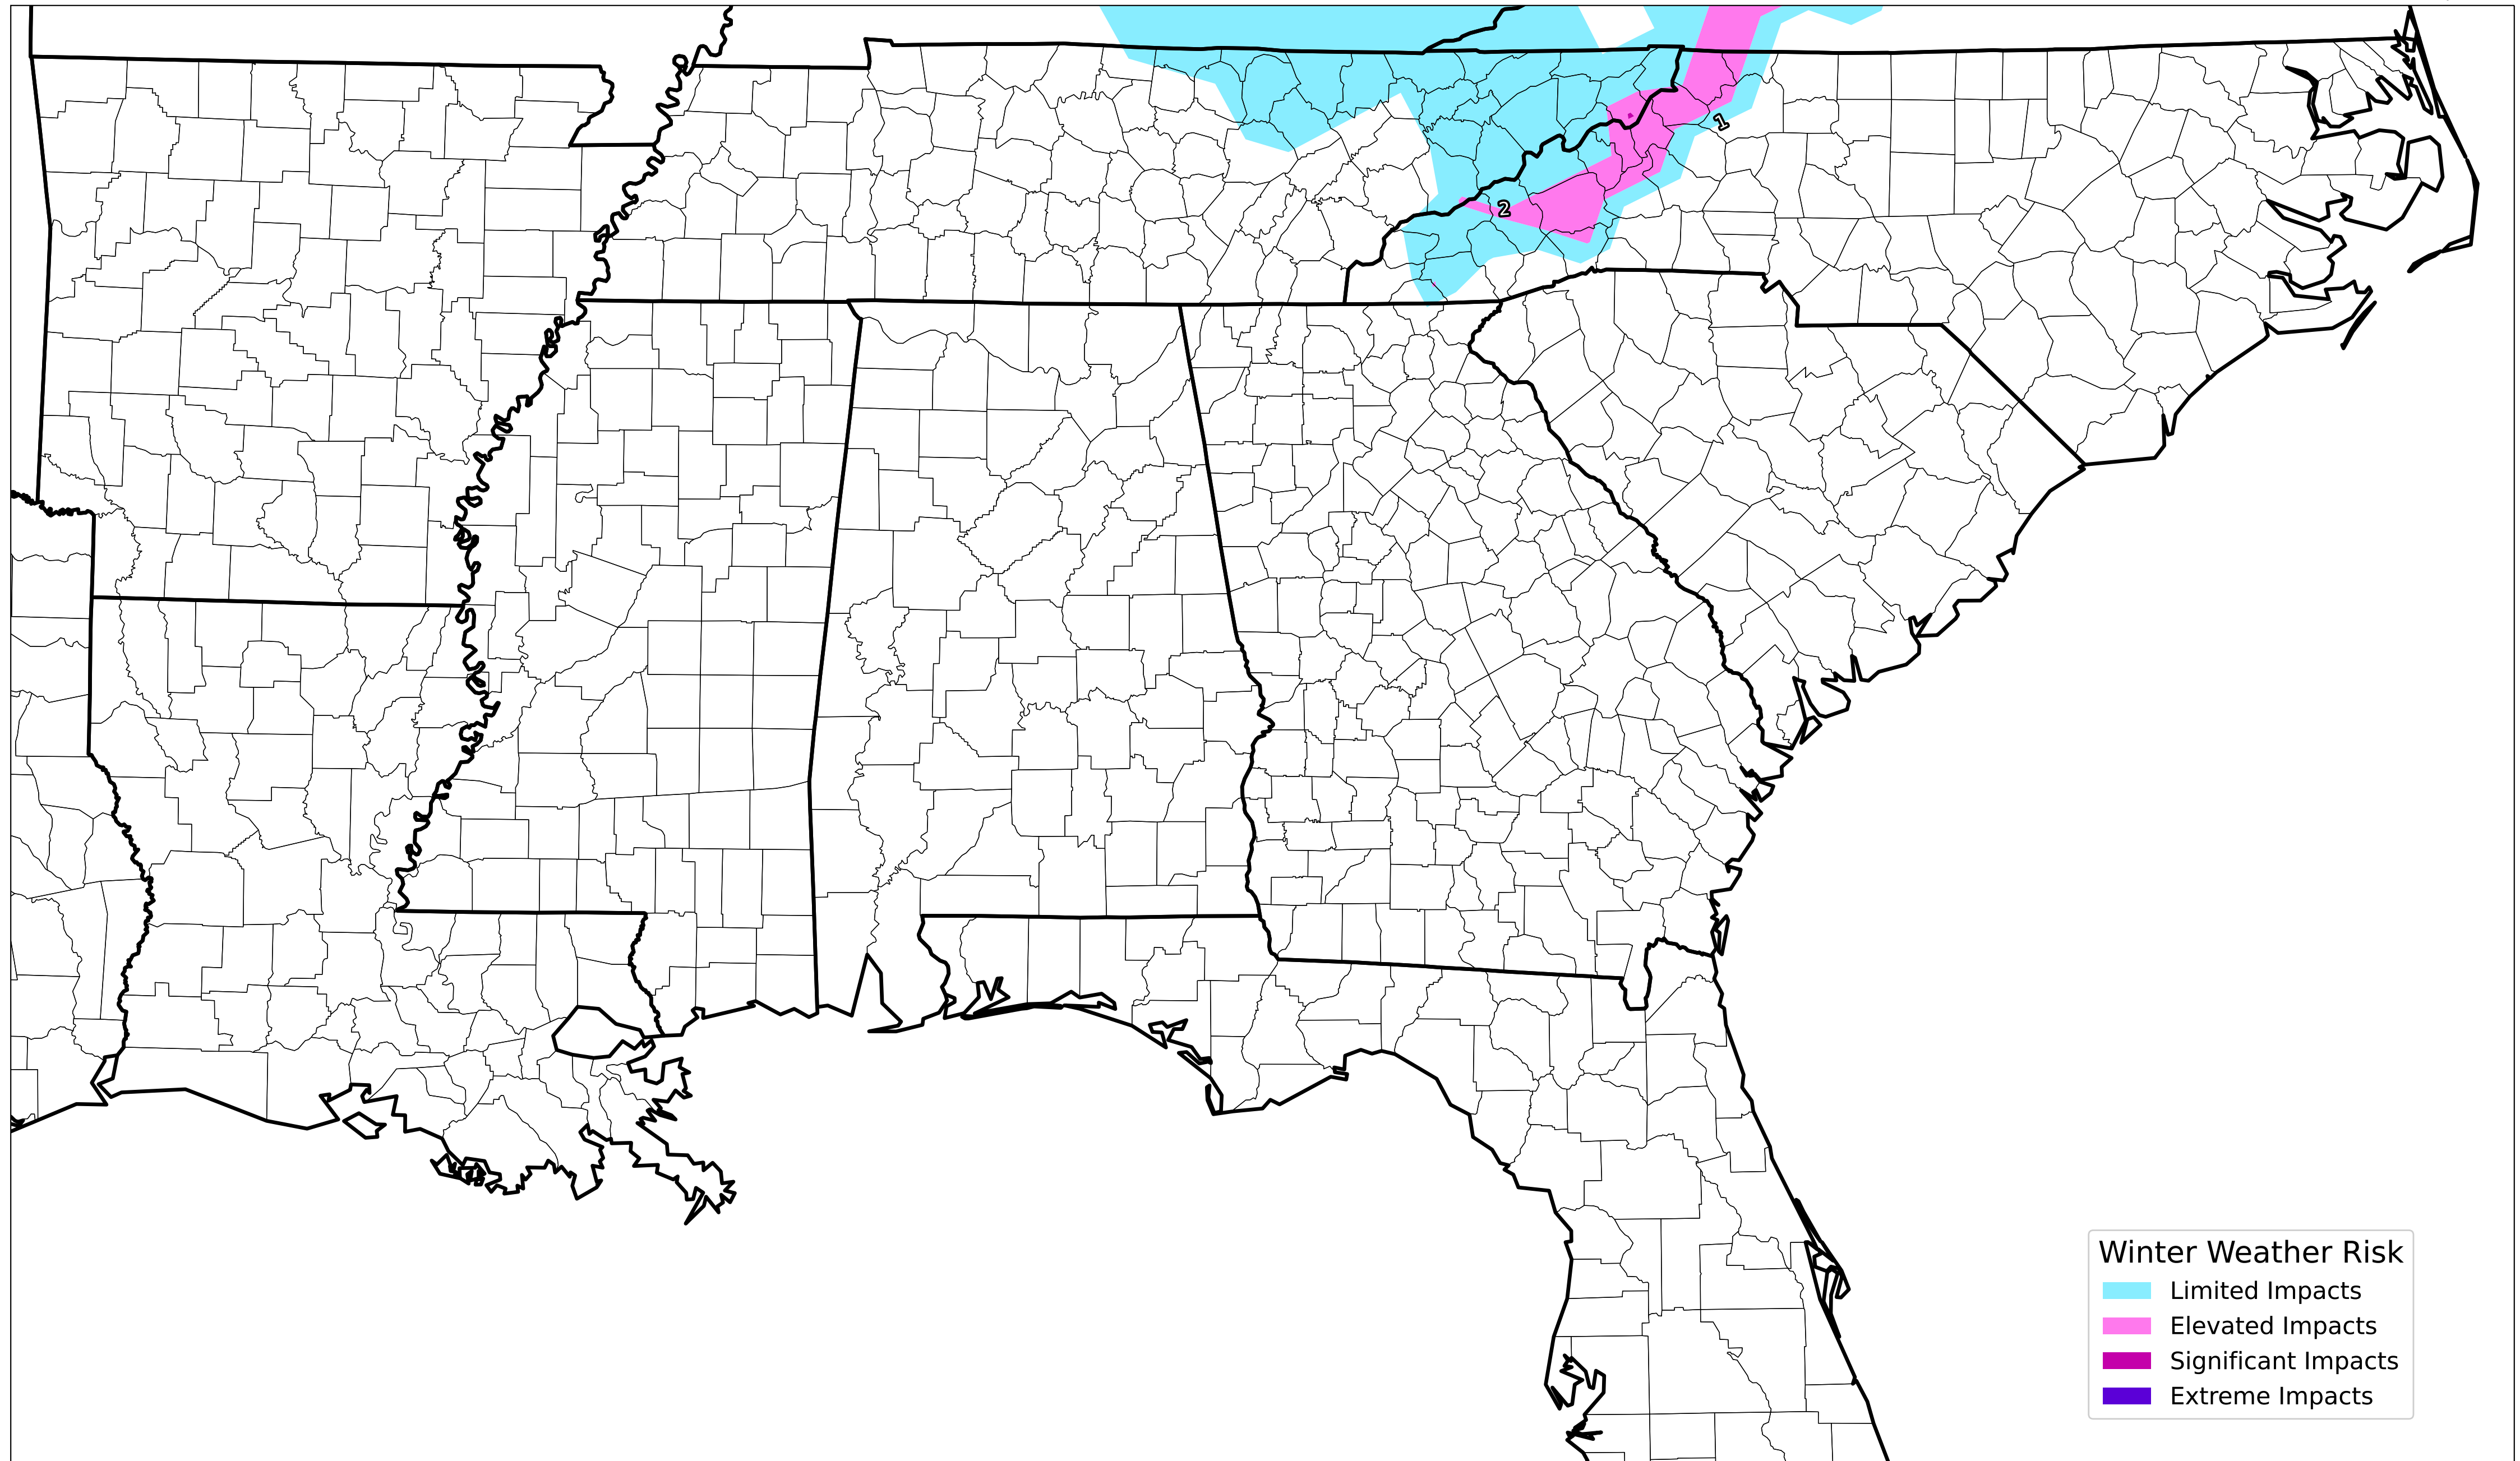 1
2
Winter Weather Risk
Limited Impacts
Elevated Impacts
Significant Impacts
Extreme Impacts